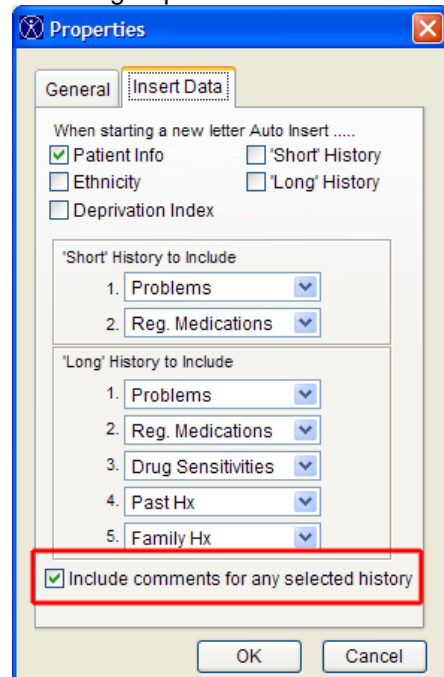 Properties
General Insert Data
When starting a new letter Auto Insert .....
Patient Info 'Short' History
Ethnicity 'Long' History
Deprivation Index
'Short' History to Include
1. Problems
2. Reg. Medications
'Long' History to Include
1. Problems
2. Reg. Medications
3. Drug Sensitivities
4. Past Hx
5. Family Hx
Include comments for any selected history
OK Cancel